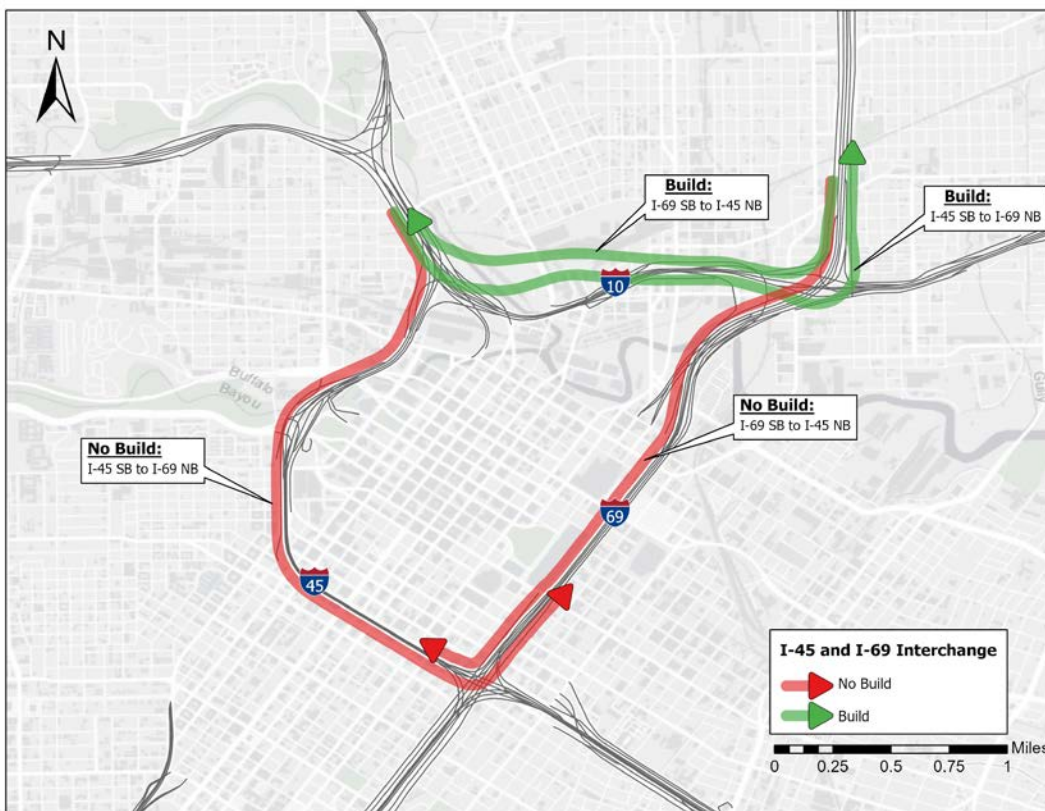 N
Build:
I-69 SB to I-45 NB
Build:
I-45 SB to I-69 NB
10
Buffalo
Bayou
No Build:
I-69 SB to I-45 NB
No Build:
I-45 SB to I-69 NB
69
45
I-45 and I-69 Interchange
No Build
Build
Miles
0 0.25 0.5 0.75 1